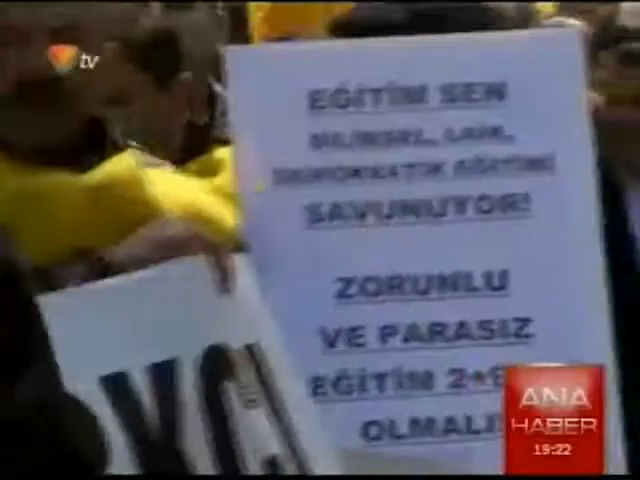 tv
EĞİTİM SEN
BİLİMSEL, LAİK,
DEMOKRATİK EĞİTİMİ
SAVUNUYOR!
ZORUNLU
VE PARASIZ
EĞİTİM 2+
OLMALI
ANA
HABER
19:22